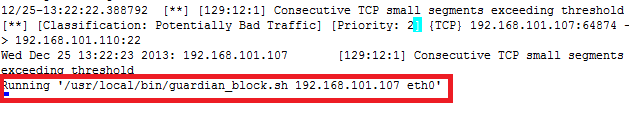 12/25-13:22:22.388792  [**] [129:12:1] Consecutive TCP small segments exceeding threshold
[**] [Classification: Potentially Bad Traffic] [Priority: 2] {TCP} 192.168.101.107:64874 -
> 192.168.101.110:22
Wed Dec 25 13:22:23 2013: 192.168.101.107       [129:12:1] Consecutive TCP small segments
exceeding threshold
Running '/usr/local/bin/guardian_block.sh 192.168.101.107 eth0'